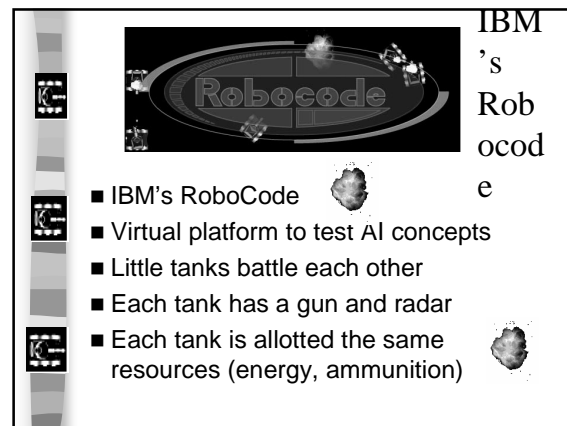 IBM
's
Rob
ocod
e
Robocode
■ IBM's RoboCode
■ Virtual platform to test AI concepts
■ Little tanks battle each other
■ Each tank has a gun and radar
■ Each tank is allotted the same
resources (energy, ammunition)